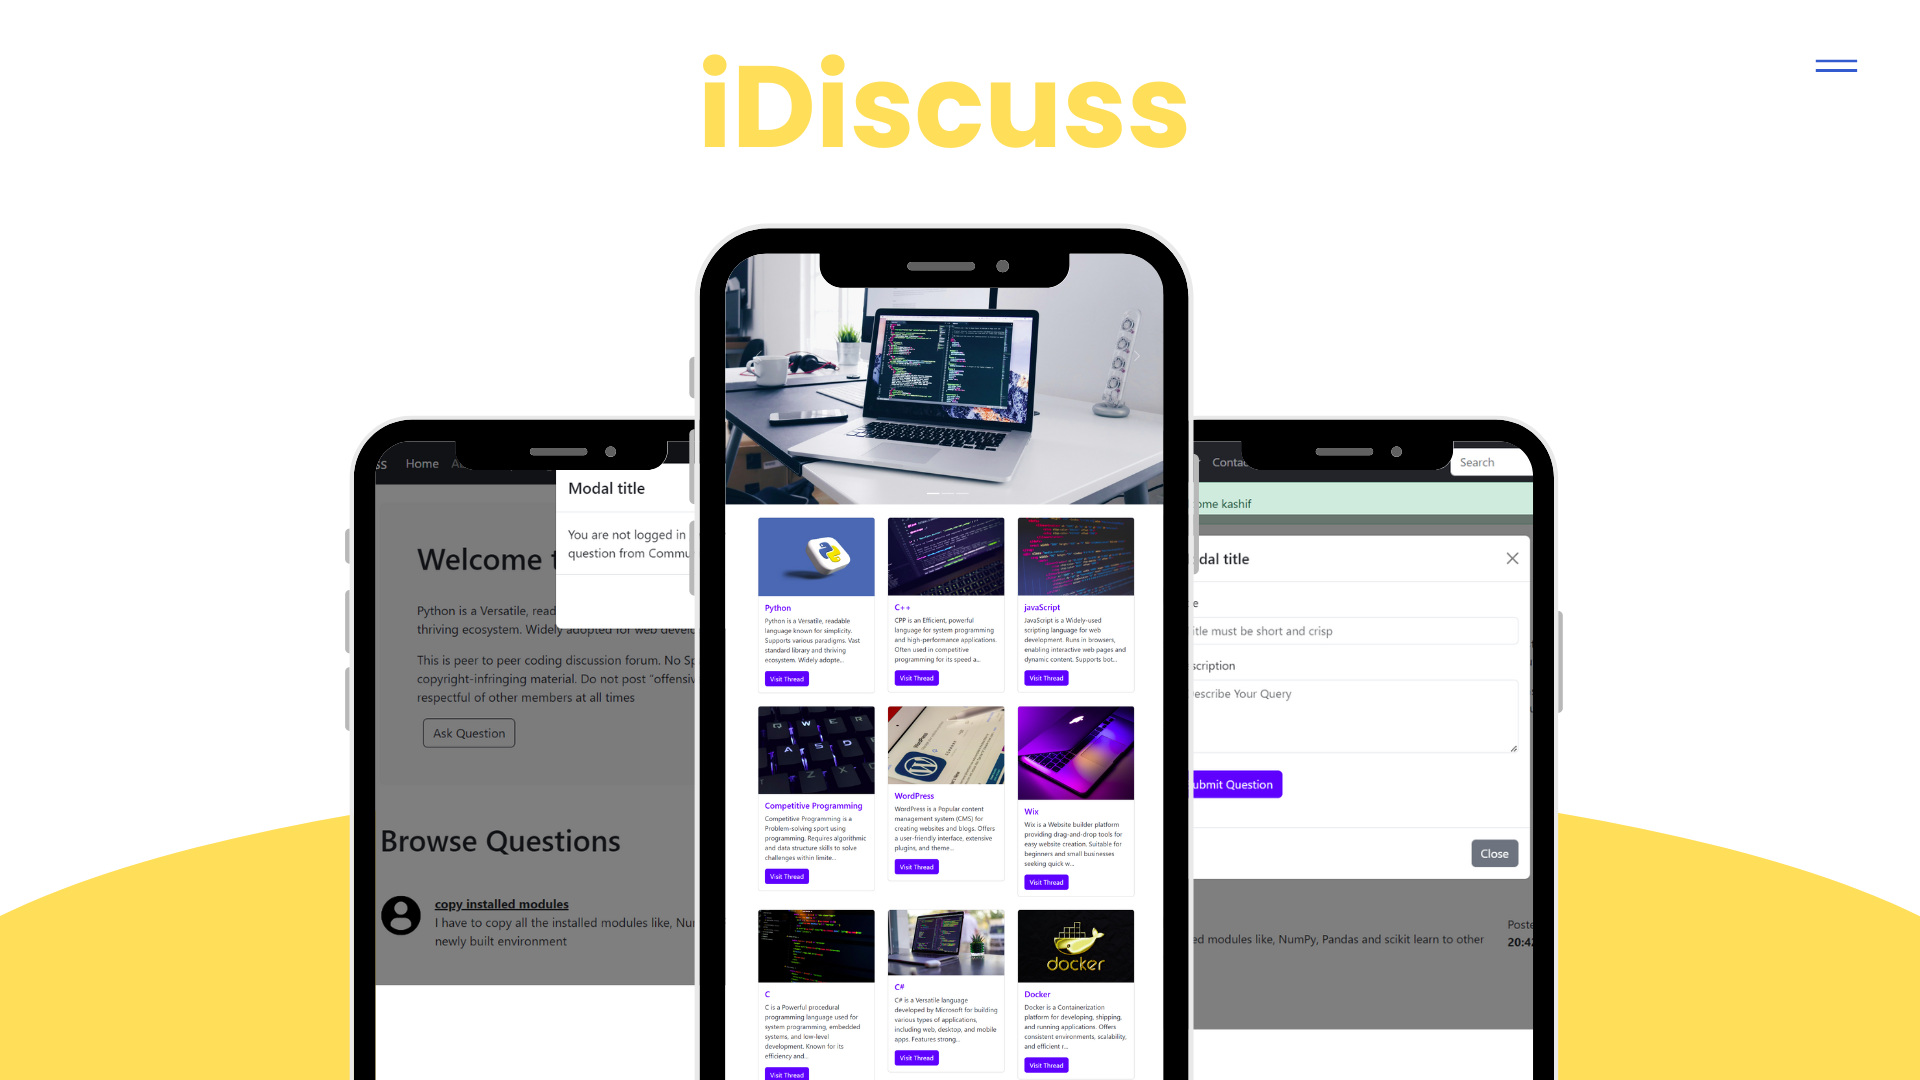 iDiscuss
Home
Modal title
You are not logged in
question from
Welcome
Python is a Versatile,
thriving ecosystem. Widely adopted for web
This is peer to peer coding discussion forum. No
copyright-infringing material. Do not post
respectful of other members at all times
Ask Question
Browse Questions
copy installed modules
I have to copy all the installed modules like,
newly built environment
Python
Python is a Versatile, readable
language known for simplicity.
Supports various paradigms. Vast
standard library and thriving
ecosystem. Widely adopte...
Visit Thread
C++
CPP is an Efficient, powerful
language for system programming
and high-performance applications.
Often used in competitive
programming for its speed a...
Visit Thread
javaScript
JavaScript is a Widely-used
scripting language for web
development. Runs in browsers,
enabling interactive web pages and
dynamic content. Supports bot...
Visit Thread
Competitive Programming
Competitive Programming is a
Problem-solving sport using
programming. Requires algorithmic
and data structure skills to solve
challenges within limite...
Visit Thread
WordPress
WordPress is a Popular content
management system (CMS) for
creating websites and blogs. Offers
a user-friendly interface, extensive
plugins, and theme...
Visit Thread
Wix
Wix is a Website builder platform
providing drag-and-drop tools for
easy website creation. Suitable for
beginners and small businesses
seeking quick w...
Visit Thread
C
C is a Powerful procedural
programming language used for
system programming, embedded
systems, and low-level
development. Known for its
efficiency and...
Visit Thread
C#
C# is a Versatile language
developed by Microsoft for building
various types of applications,
including web, desktop, and mobile
apps. Features strong...
Visit Thread
docker
Docker
Docker is a Containerization
platform for developing, shipping,
and running applications. Offers
consistent environments, scalability,
and efficient r...
Visit Thread
Search
ome kashif
dal title
itle must be short and crisp
scription
escribe Your Query
ubmit Question
Close
ed modules like, NumPy, Pandas and scikit learn to other